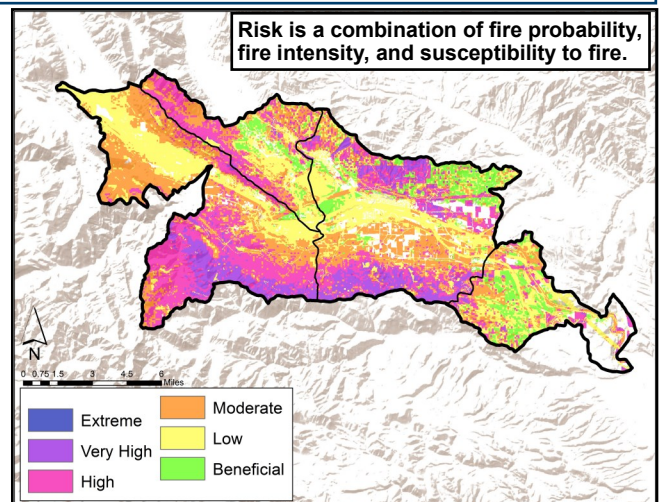 Risk is a combination of fire probability,
fire intensity, and susceptibility to fire.
N
0 0.75 1.5 3 4.5 6
Miles
Extreme
Very High
High
Moderate
Low
Beneficial